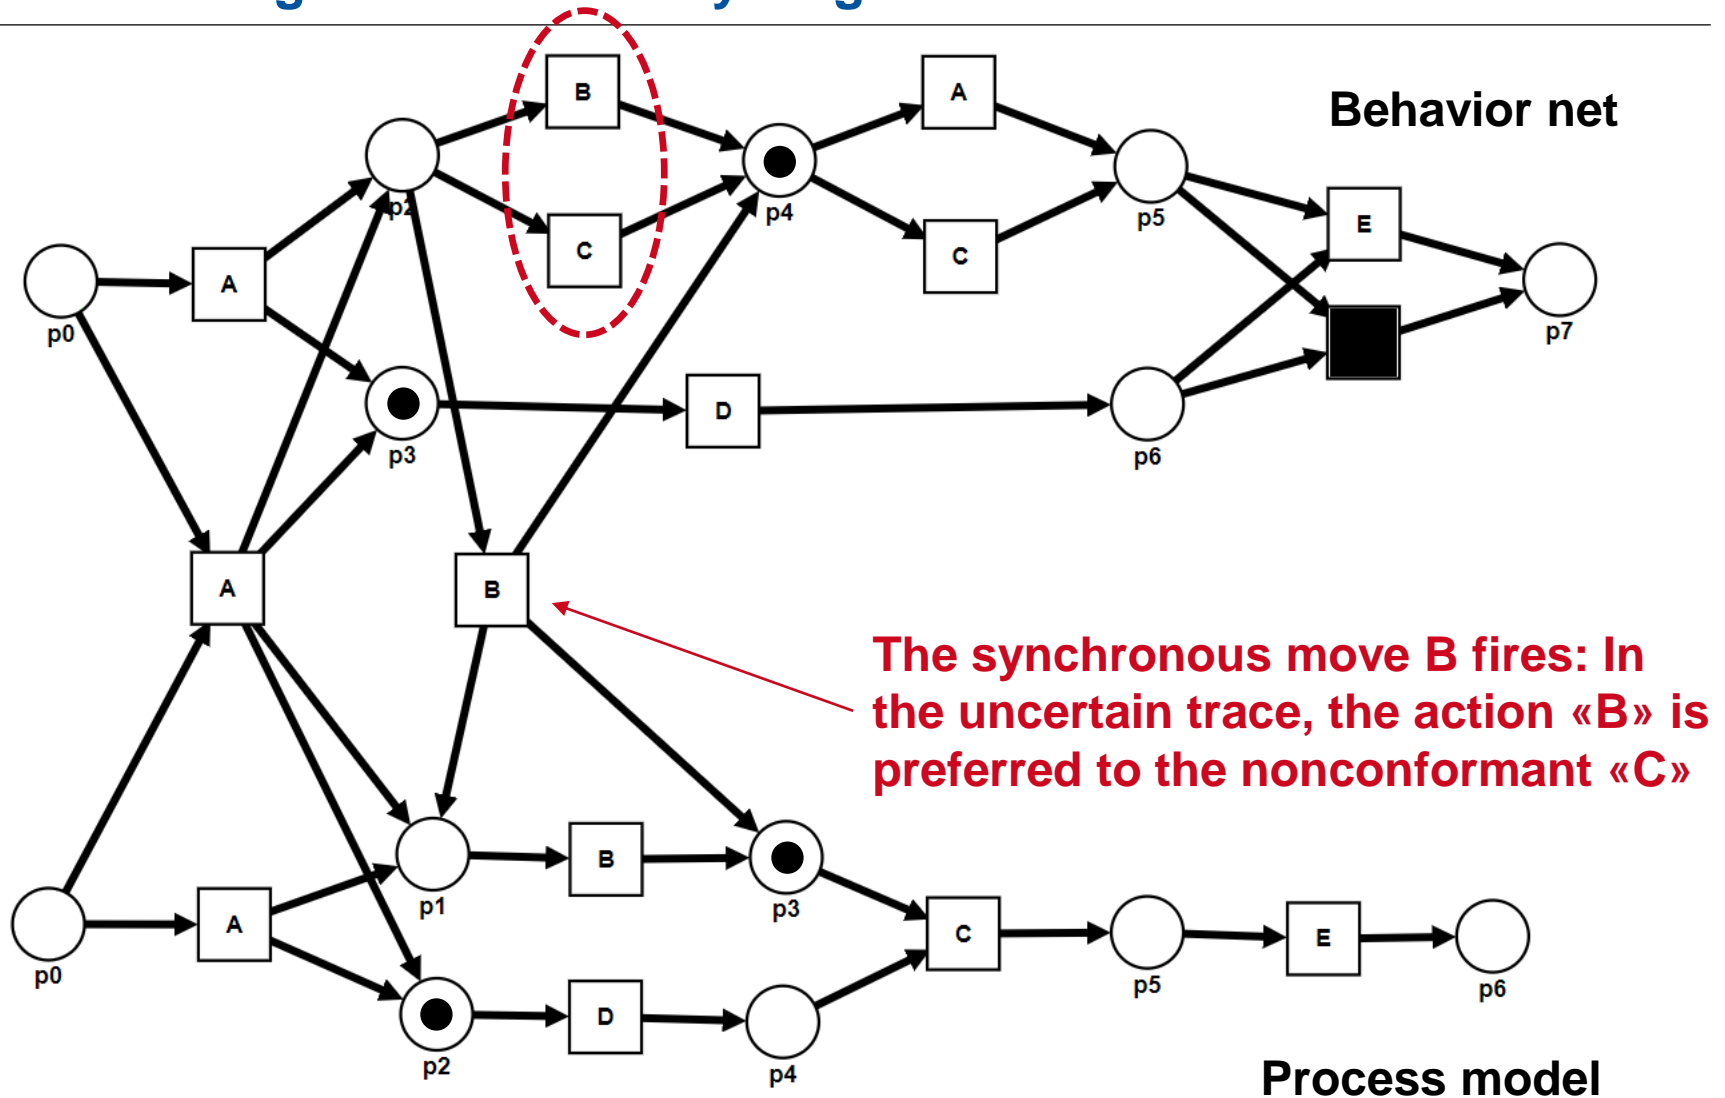 Behavior net
B
A
C
C
p2
p4
p5
E
A
p0
p7
D
p3
p6
A
B
The synchronous move B fires: In
the uncertain trace, the action «B» is
preferred to the nonconformant «C»
B
p1
p3
A
C
E
p0
p5
p6
D
p2
p4
Process model